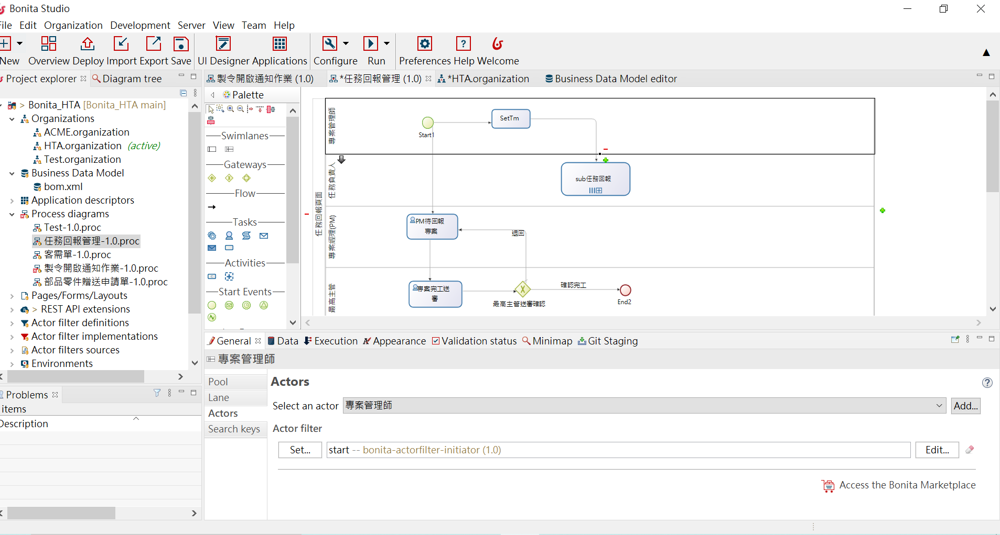 Bonita Studio
File Edit Organization Development Server View Team Help
New Overview Deploy Import Export Save UI Designer Applications Configure Run Preferences Help Welcome
Project explorer Diagram tree
製令開啟通知作業 (1.0) *任務回報管理 (1.0) *HTA.organization Business Data Model editor
> Bonita_HTA [Bonita_HTA main]
Organizations
ACME.organization
HTA.organization (active)
Test.organization
Business Data Model
bom.xml
Application descriptors
Process diagrams
Test-1.0.proc
任務回報管理-1.0.proc
客需單-1.0.proc
製令開啟通知作業-1.0.proc
部品零件贈送申請單-1.0.proc
Pages/Forms/Layouts
> REST API extensions
Actor filter definitions
Actor filter implementations
Actor filters sources
Environments
Problems
items
Description
Palette
Swimlanes
Gateways
Flow
Tasks
Activities
Start Events
任務回報頁面
專案管理師
Start1
SetTm
任務負責人
sub任務回報
專案經理(PM)
PM待回報
專案
退回
最高主管
專案完工送
審
最高主管送審確認
確認完工
End2
General Data Execution Appearance Validation status Minimap Git Staging
專案管理師
Pool
Lane
Actors
Search keys
Actors
Select an actor 專案管理師 Add...
Actor filter
Set... start -- bonita-actorfilter-initiator (1.0) Edit...
Access the Bonita Marketplace